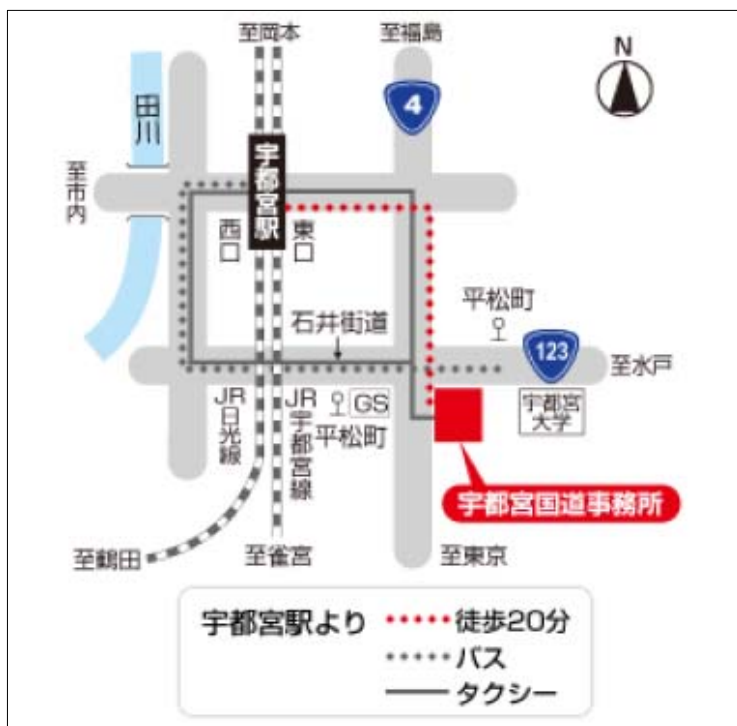 至岡本
至福島
N
4
田川
至市内
宇都宮駅
西口
東口
平松町
石井街道
123
至水戸
JR日光線
JR宇都宮線
GS
平松町
宇都宮
大学
宇都宮国道事務所
至鶴田
至雀宮
至東京
宇都宮駅より
徒歩20分
バス
タクシー